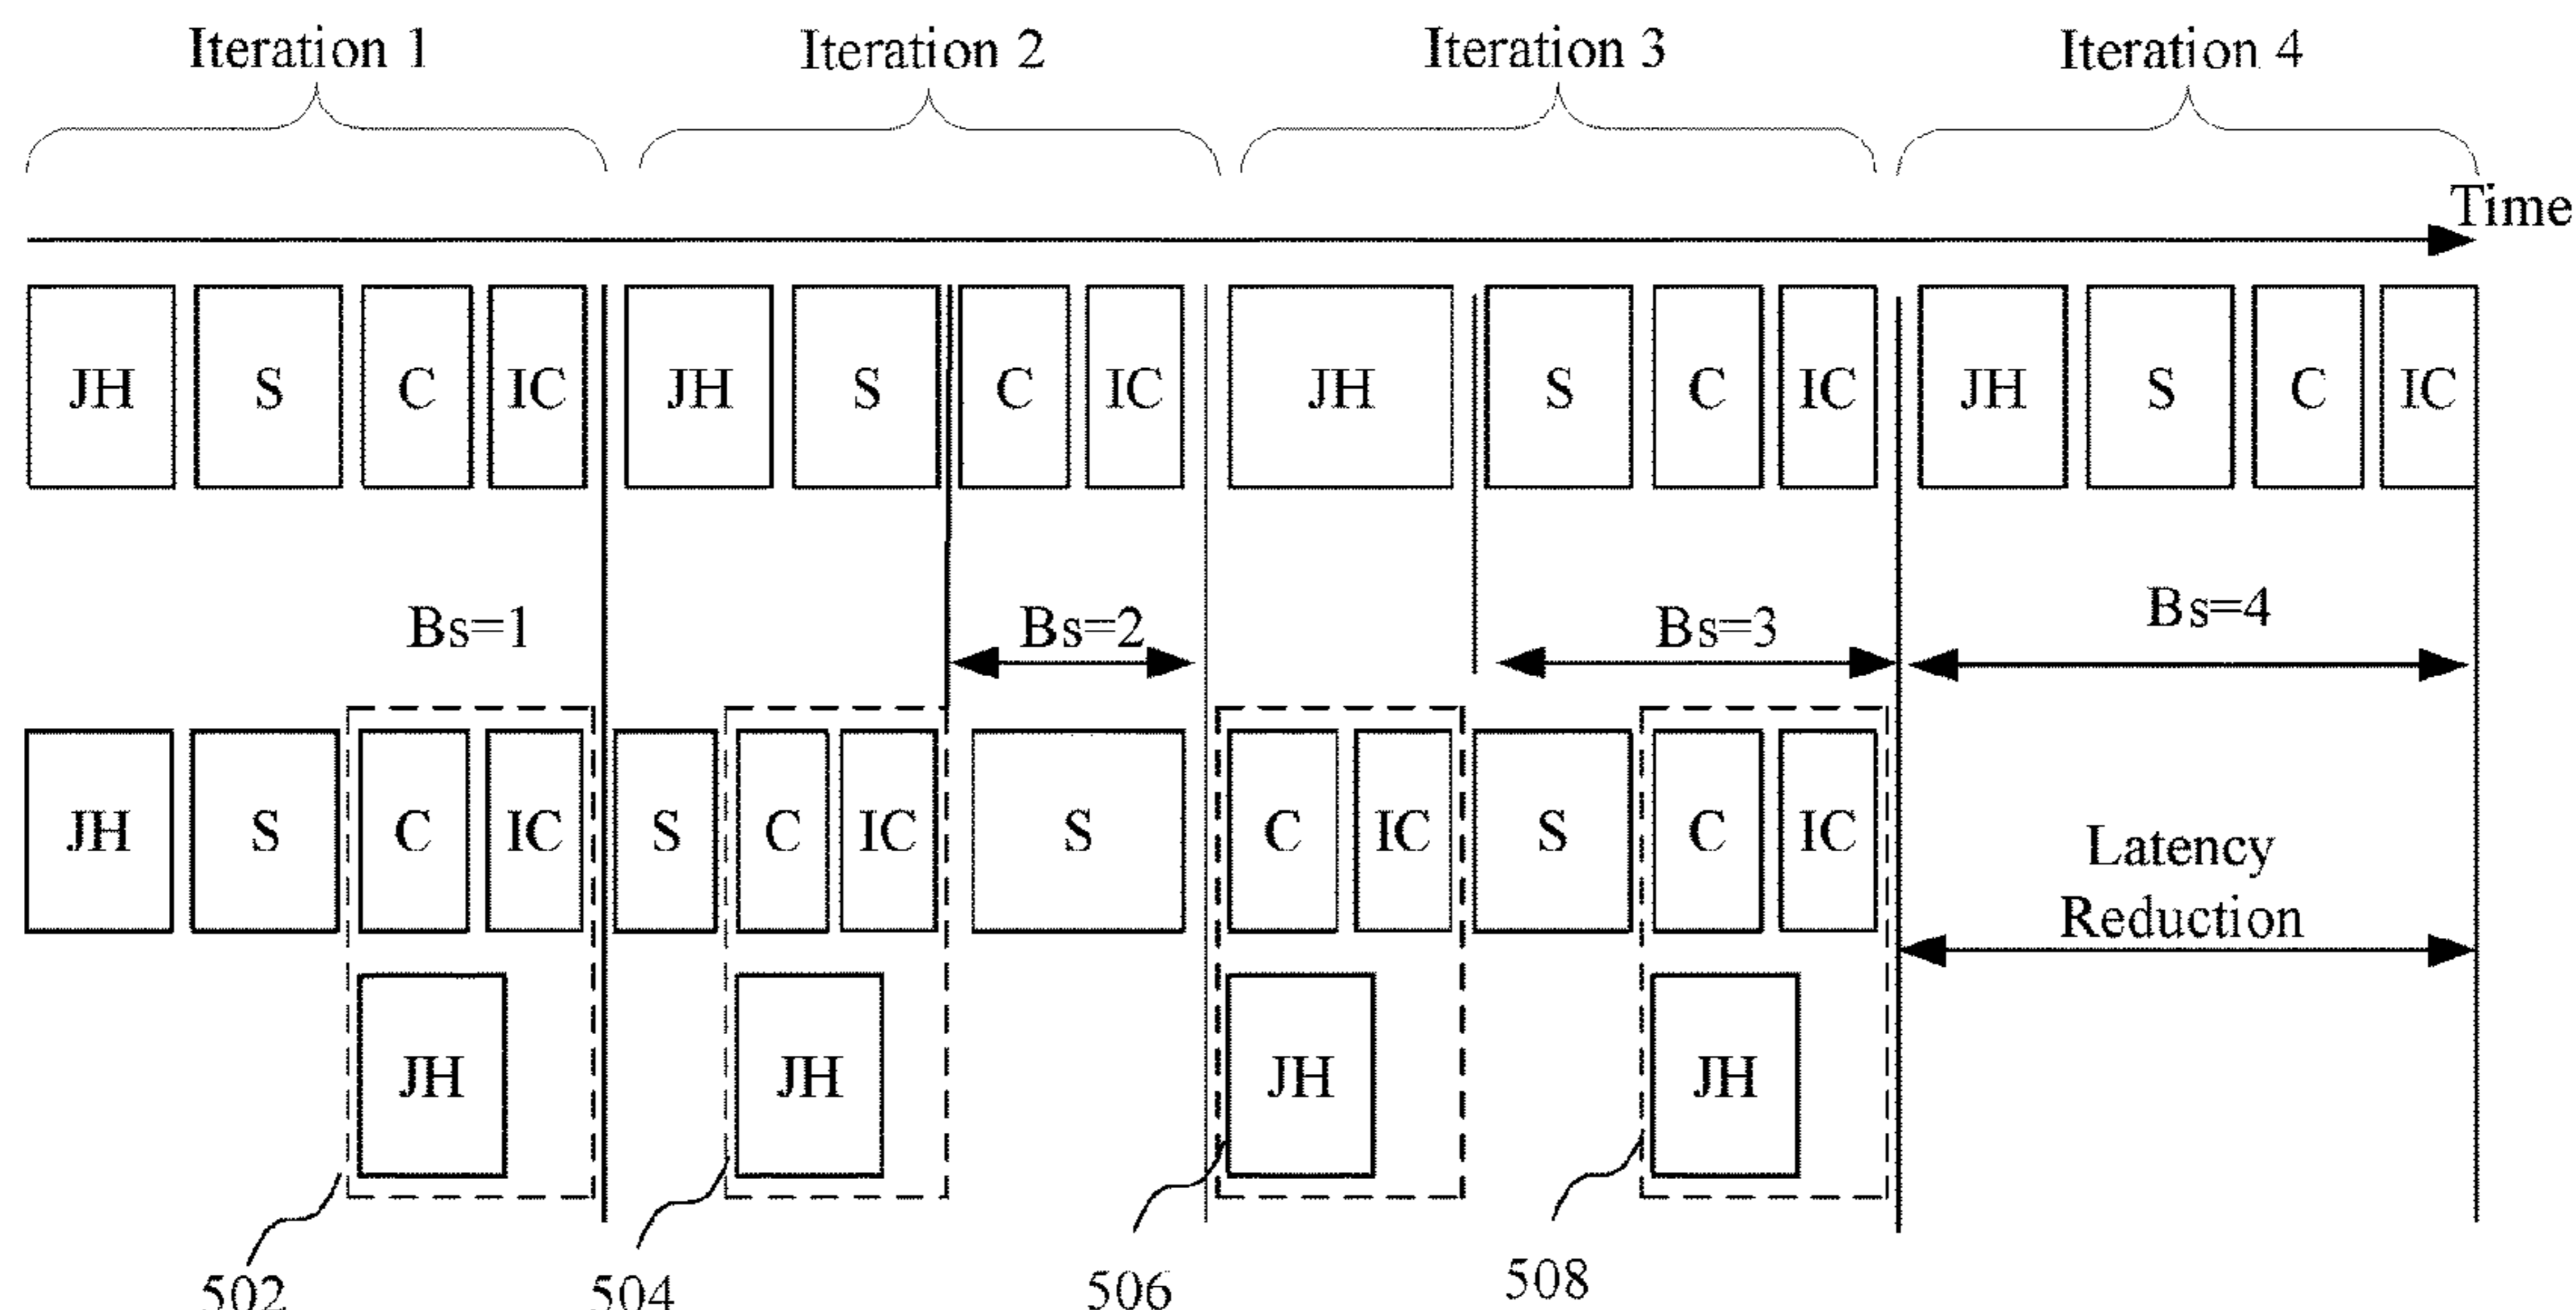 Iteration 1 Iteration 2 Iteration 3 Iteration 4
Time
JH S C IC JH S C IC JH S C IC JH S C IC
Bs=1 Bs=2 Bs=3 Bs=4
JH S C IC S C IC S C IC S C IC
Latency
Reduction
JH JH JH JH
502 504 506 508